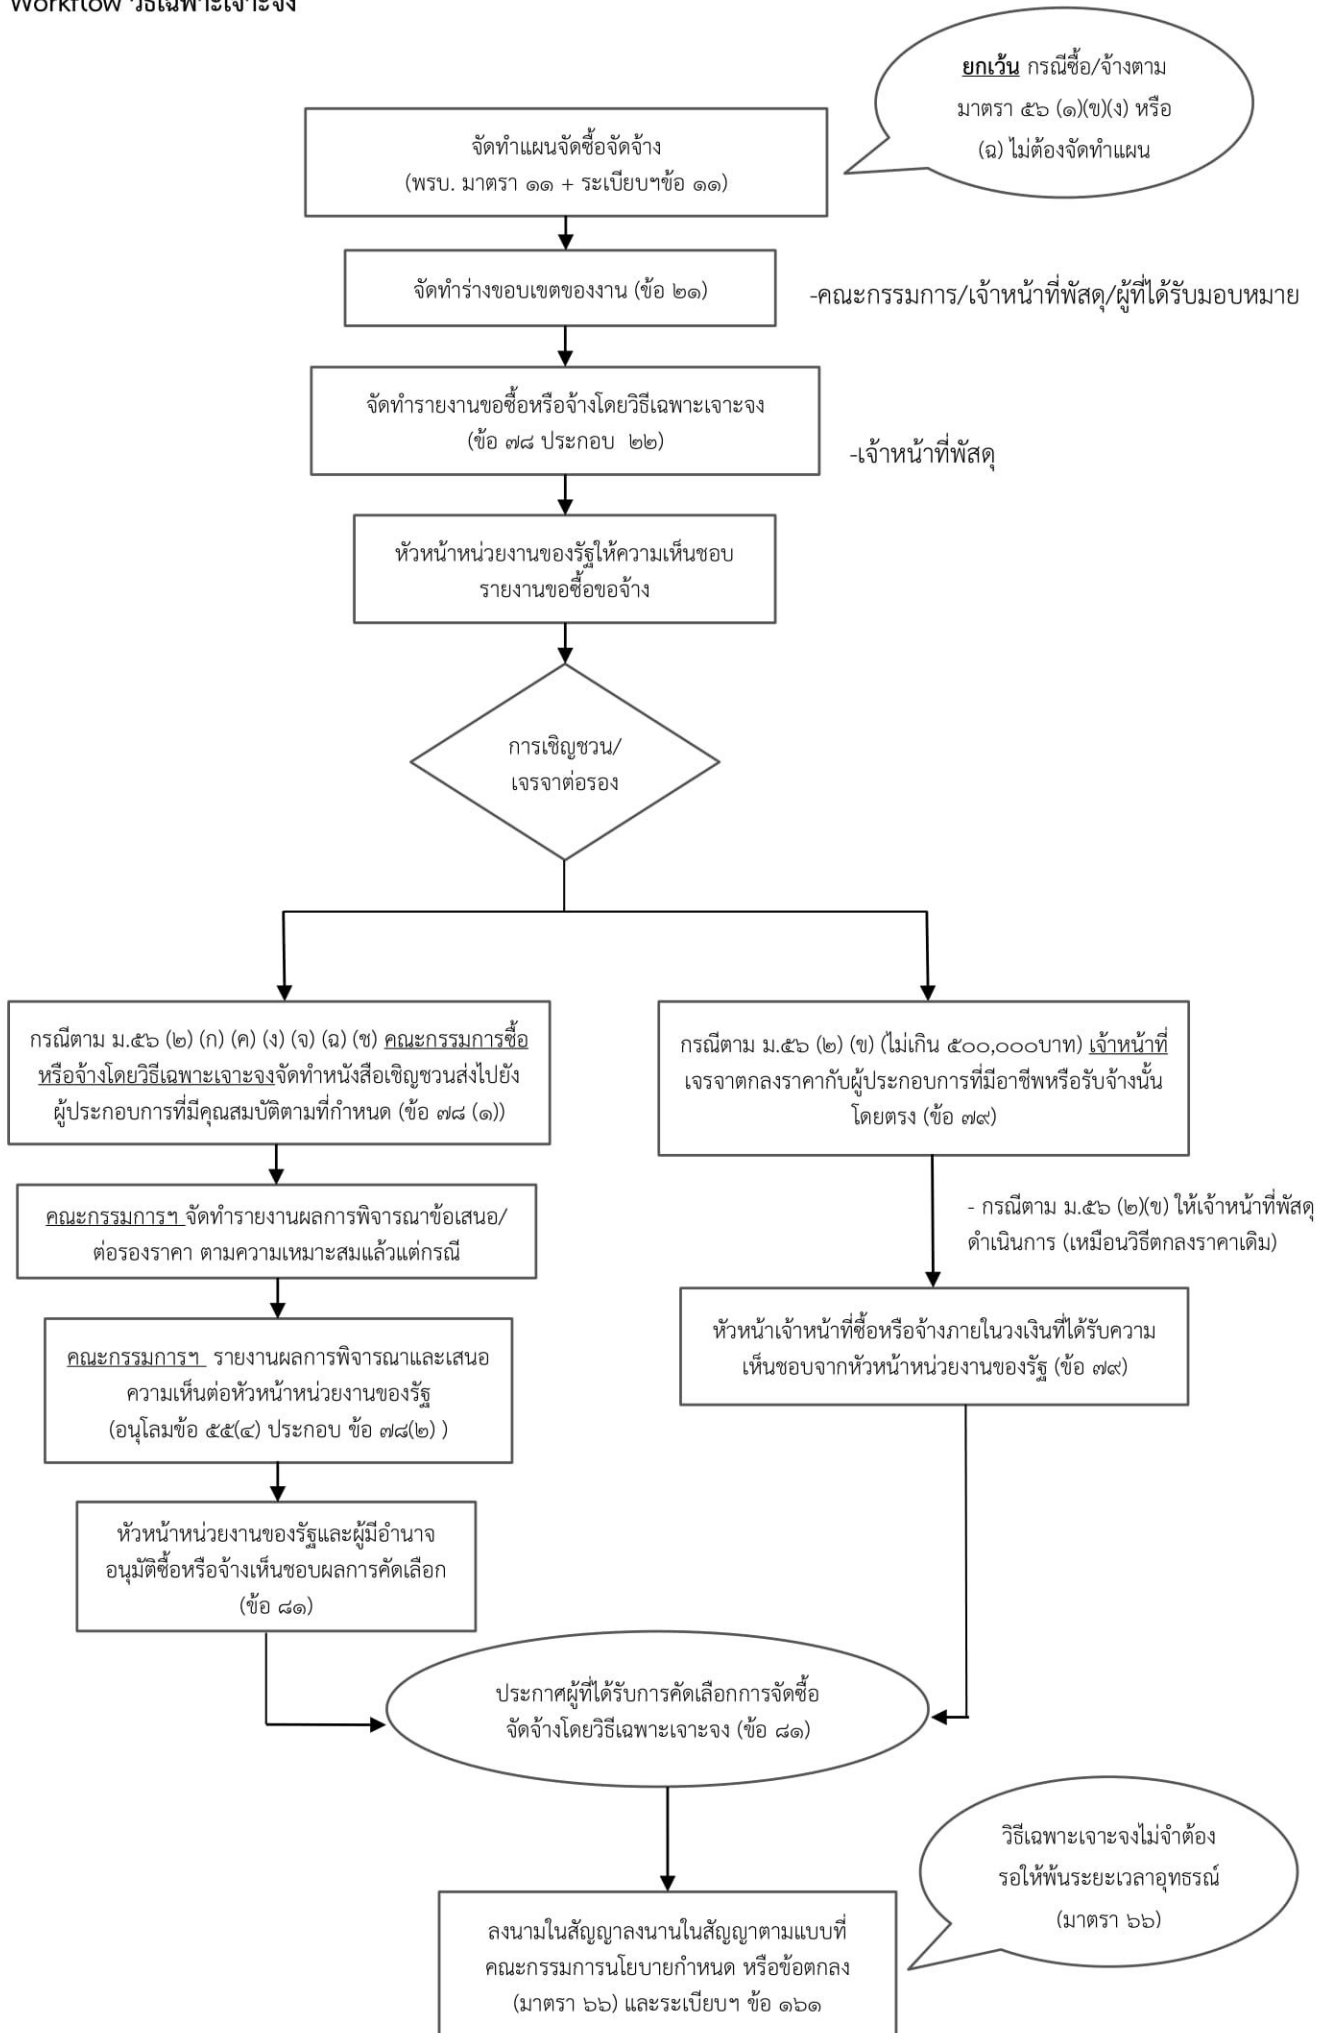 Workflow วิธีเฉพาะเจาะจง
ยกเว้น กรณีซื้อ/จ้างตาม
มาตรา ๕๖ (๑)(ข)(ง) หรือ
(ฉ) ไม่ต้องจัดทำแผน
จัดทำแผนจัดซื้อจัดจ้าง
(พรบ. มาตรา ๑๑ + ระเบียบฯข้อ ๑๑)
จัดทำร่างขอบเขตของงาน (ข้อ ๒๑)
-คณะกรรมการ/เจ้าหน้าที่พัสดุ/ผู้ที่ได้รับมอบหมาย
จัดทำรายงานขอซื้อหรือจ้างโดยวิธีเฉพาะเจาะจง
(ข้อ ๗๘ ประกอบ ๒๒)
-เจ้าหน้าที่พัสดุ
หัวหน้าหน่วยงานของรัฐให้ความเห็นชอบ
รายงานขอซื้อขอจ้าง
การเชิญชวน/
เจรจาต่อรอง
กรณีตาม ม.๕๖ (๒) (ก) (ค) (ง) (จ) (ฉ) (ช) คณะกรรมการซื้อ
หรือจ้างโดยวิธีเฉพาะเจาะจงจัดทำหนังสือเชิญชวนส่งไปยัง
ผู้ประกอบการที่มีคุณสมบัติตามที่กำหนด (ข้อ ๗๘ (๑))
กรณีตาม ม.๕๖ (๒) (ข) (ไม่เกิน ๕๐๐,๐๐๐บาท) เจ้าหน้าที่
เจรจาตกลงราคากับผู้ประกอบการที่มีอาชีพหรือรับจ้างนั้น
โดยตรง (ข้อ ๗๙)
คณะกรรมการฯ จัดทำรายงานผลการพิจารณาข้อเสนอ/
ต่อรองราคา ตามความเหมาะสมแล้วแต่กรณี
- กรณีตาม ม.๕๖ (๒)(ข) ให้เจ้าหน้าที่พัสดุ
ดำเนินการ (เหมือนวิธีตกลงราคาเดิม)
คณะกรรมการฯ รายงานผลการพิจารณาและเสนอ
ความเห็นต่อหัวหน้าหน่วยงานของรัฐ
(อนุโลมข้อ ๕๕(๔) ประกอบ ข้อ ๗๘(๒) )
หัวหน้าเจ้าหน้าที่ซื้อหรือจ้างภายในวงเงินที่ได้รับความ
เห็นชอบจากหัวหน้าหน่วยงานของรัฐ (ข้อ ๗๙)
หัวหน้าหน่วยงานของรัฐและผู้มีอำนาจ
อนุมัติซื้อหรือจ้างเห็นชอบผลการคัดเลือก
(ข้อ ๘๑)
ประกาศผู้ที่ได้รับการคัดเลือกการจัดซื้อ
จัดจ้างโดยวิธีเฉพาะเจาะจง (ข้อ ๘๑)
วิธีเฉพาะเจาะจงไม่จำต้อง
รอให้พ้นระยะเวลาอุทธรณ์
(มาตรา ๖๖)
ลงนามในสัญญาลงนานในสัญญาตามแบบที่
คณะกรรมการนโยบายกำหนด หรือข้อตกลง
(มาตรา ๖๖) และระเบียบฯ ข้อ ๑๖๑